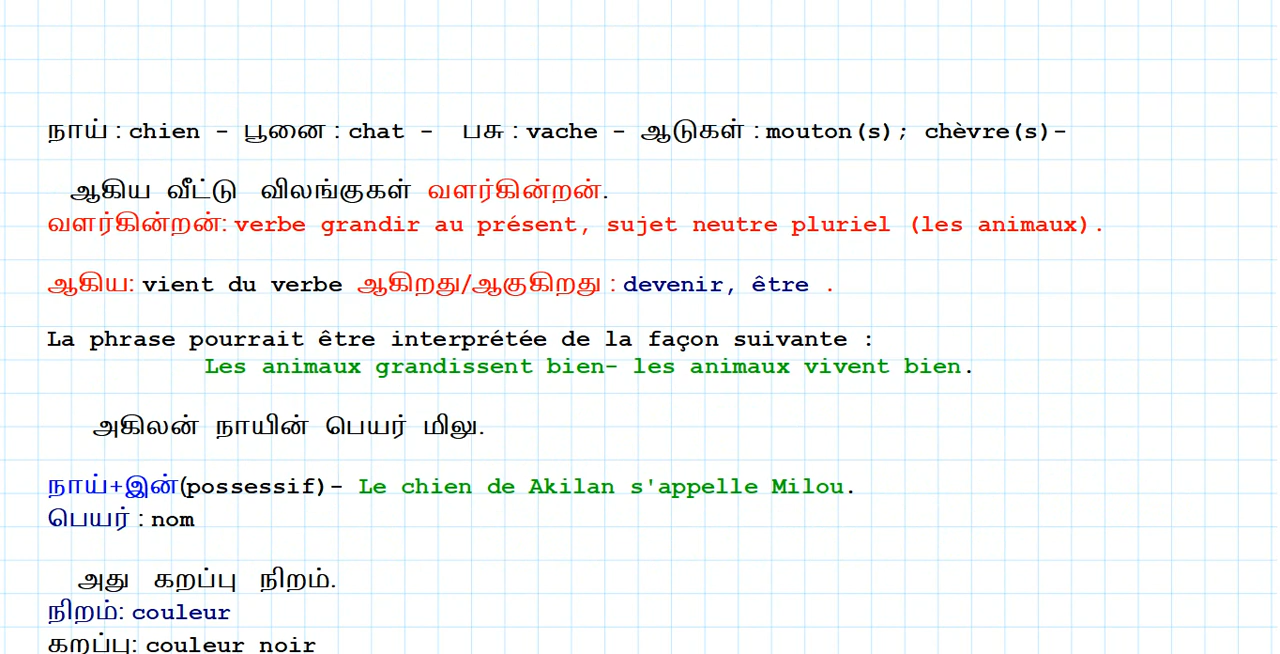 நாய் : chien - பூனை : chat - பசு : vache - ஆடுகள் : mouton(s); chèvre(s)-
ஆகிய வீட்டு விலங்குகள் வளர்கின்றன்.
வளர்கின்றன்: verbe grandir au présent, sujet neutre pluriel (les animaux).
ஆகிய: vient du verbe ஆகிறது/ஆகுகிறது : devenir, être .
La phrase pourrait être interprétée de la façon suivante :
Les animaux grandissent bien- les animaux vivent bien.
அகிலன் நாயின் பெயர் மிலு.
நாய்+இன்(possessif)- Le chien de Akilan s'appelle Milou.
பெயர் : nom
அது கறப்பு நிறம்.
நிறம்: couleur
கறப்பு: couleur noir